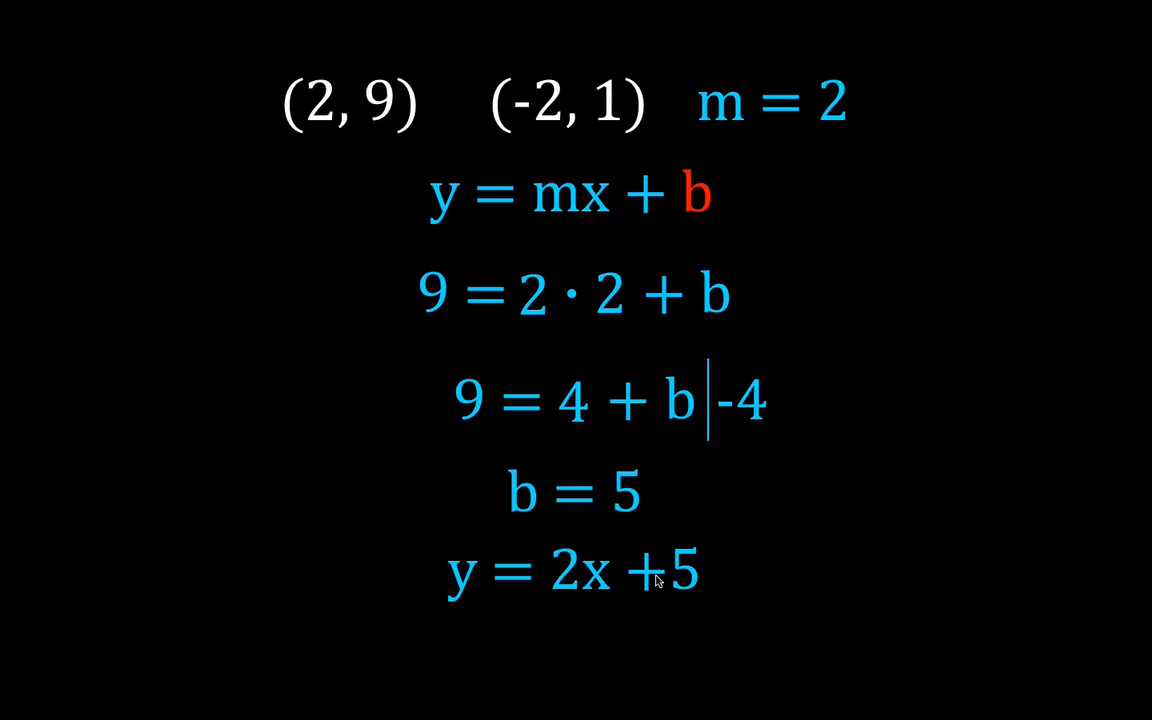 (2, 9) (-2, 1) m = 2
y = mx + b
9 = 2 · 2 + b
9 = 4 + b | -4
b = 5
y = 2x +5